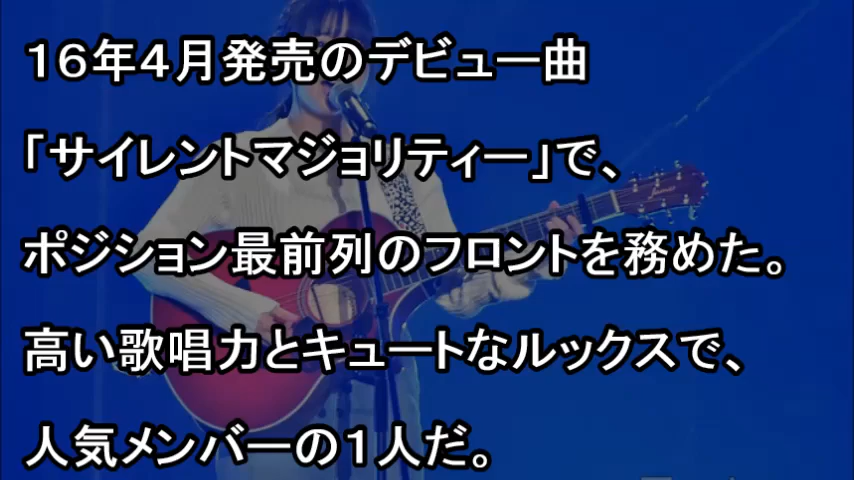 １６年４月発売のデビュー曲
「サイレントマジョリティー」で、
ポジション最前列のフロントを務めた。
高い歌唱力とキュートなルックスで、
人気メンバーの１人だ。